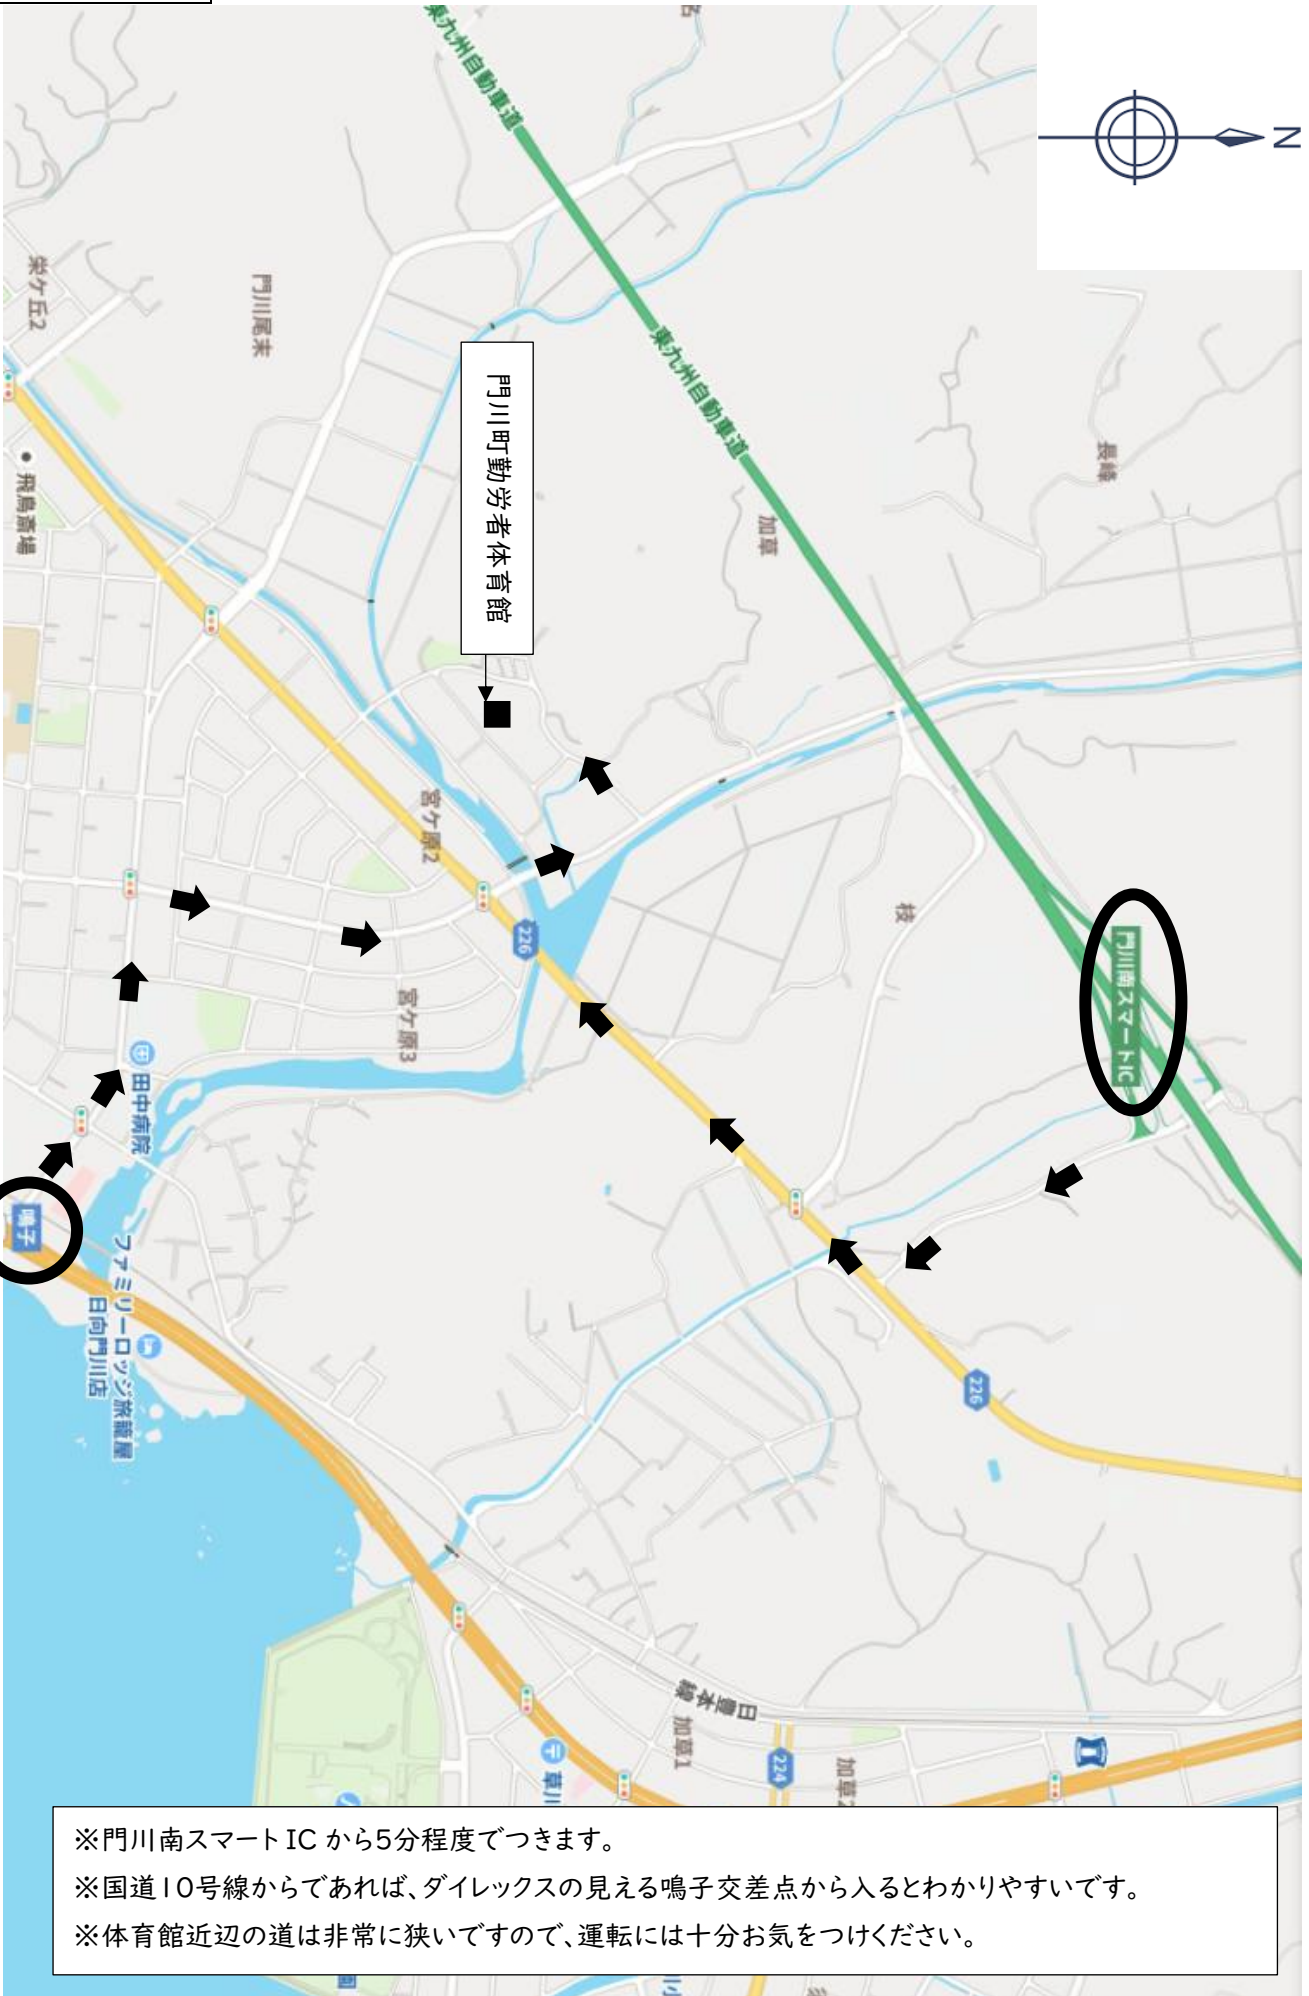 N
東九州自動車道
名
栄ケ丘2
門川尾末
東九州自動車道
長峰
飛鳥斎場
門川町勤労者体育館
加草
宮ケ原2
枝
門川南スマートIC
226
宮ケ原3
田中病院
鳴子
ファミリーロッジ旅籠屋
日向門川店
226
日豊本線
加草1
224
加草2
草川
園
川小
※門川南スマートICから5分程度でつきます。
※国道10号線からであれば、ダイレックスの見える鳴子交差点から入るとわかりやすいです。
※体育館近辺の道は非常に狭いですので、運転には十分お気をつけください。